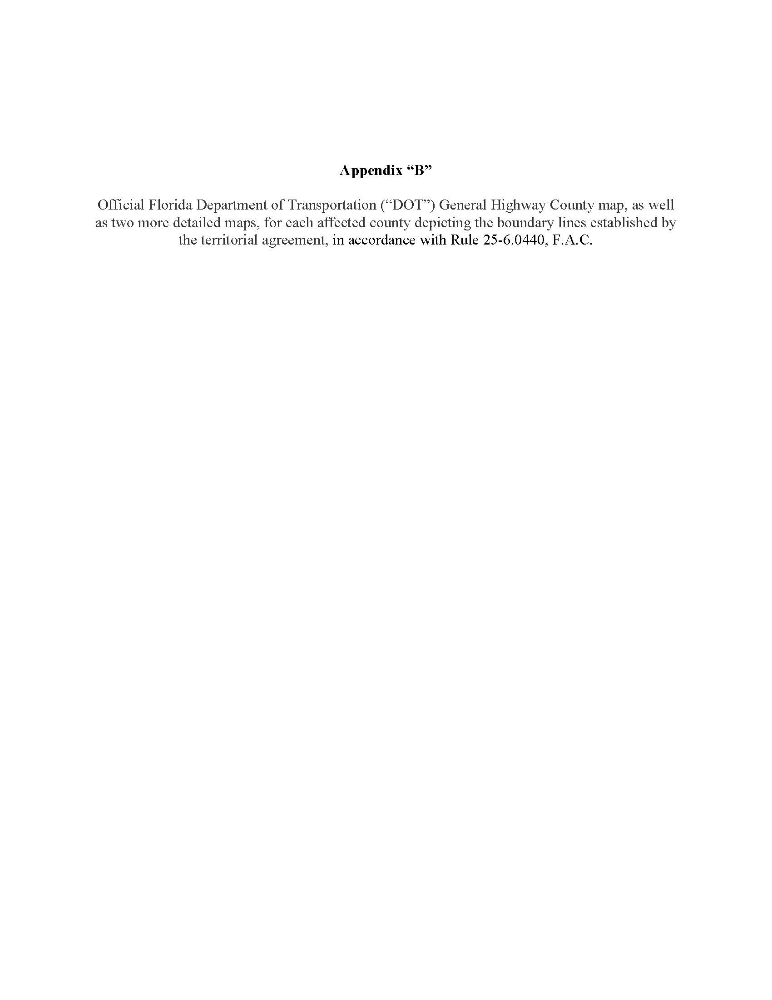 Appendix “B”
Official Florida Department of Transportation (“DOT”) General Highway County map, as well
as two more detailed maps, for each affected county depicting the boundary lines established by
the territorial agreement, in accordance with Rule 25-6.0440, F.A.C.